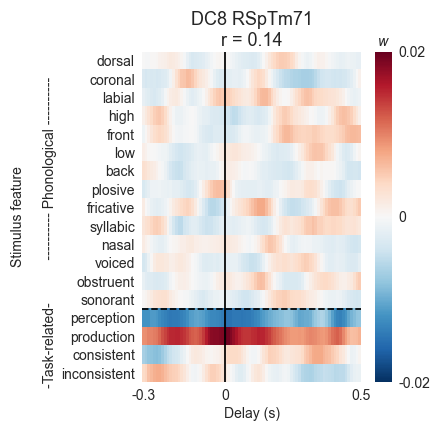 DC8 RSpTm71
r = 0.14
w
dorsal
coronal
labial
high
front
low
back
plosive
fricative
syllabic
nasal
voiced
obstruent
sonorant
perception
production
consistent
inconsistent
Stimulus feature
---------- Phonological ----------
-Task-related-
-0.3
0
0.5
Delay (s)
0.02
0
-0.02